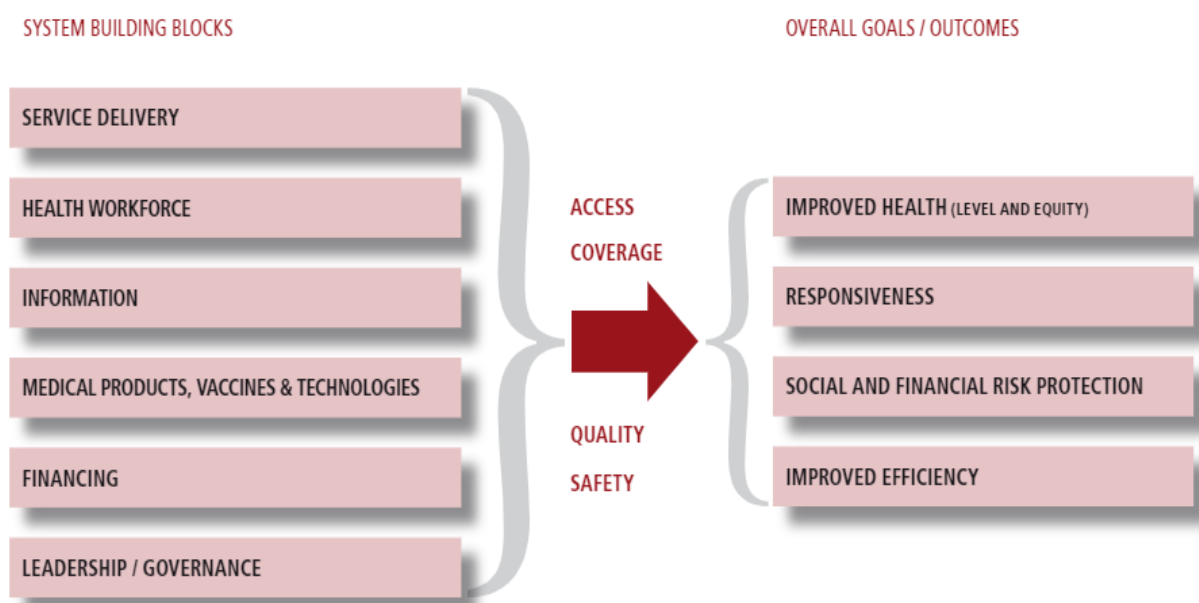 SYSTEM BUILDING BLOCKS
SERVICE DELIVERY
HEALTH WORKFORCE
INFORMATION
MEDICAL PRODUCTS, VACCINES & TECHNOLOGIES
FINANCING
LEADERSHIP / GOVERNANCE
ACCESS
COVERAGE
QUALITY
SAFETY
OVERALL GOALS / OUTCOMES
IMPROVED HEALTH (LEVEL AND EQUITY)
RESPONSIVENESS
SOCIAL AND FINANCIAL RISK PROTECTION
IMPROVED EFFICIENCY